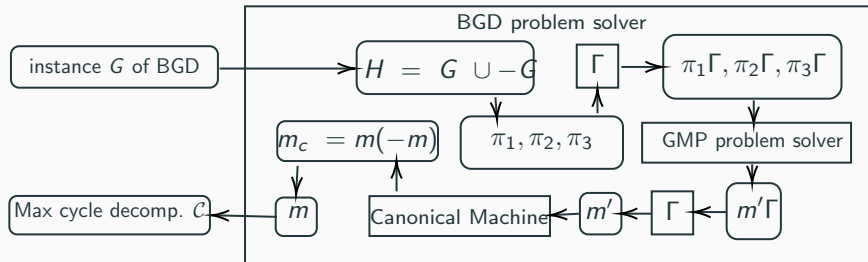 BGD problem solver
instance G of BGD
H = G ∪ −G
Γ
π₁Γ, π₂Γ, π₃Γ
m_c = m(−m)
π₁, π₂, π₃
GMP problem solver
Max cycle decomp. 𝒞
m
Canonical Machine
m′
Γ
m′Γ